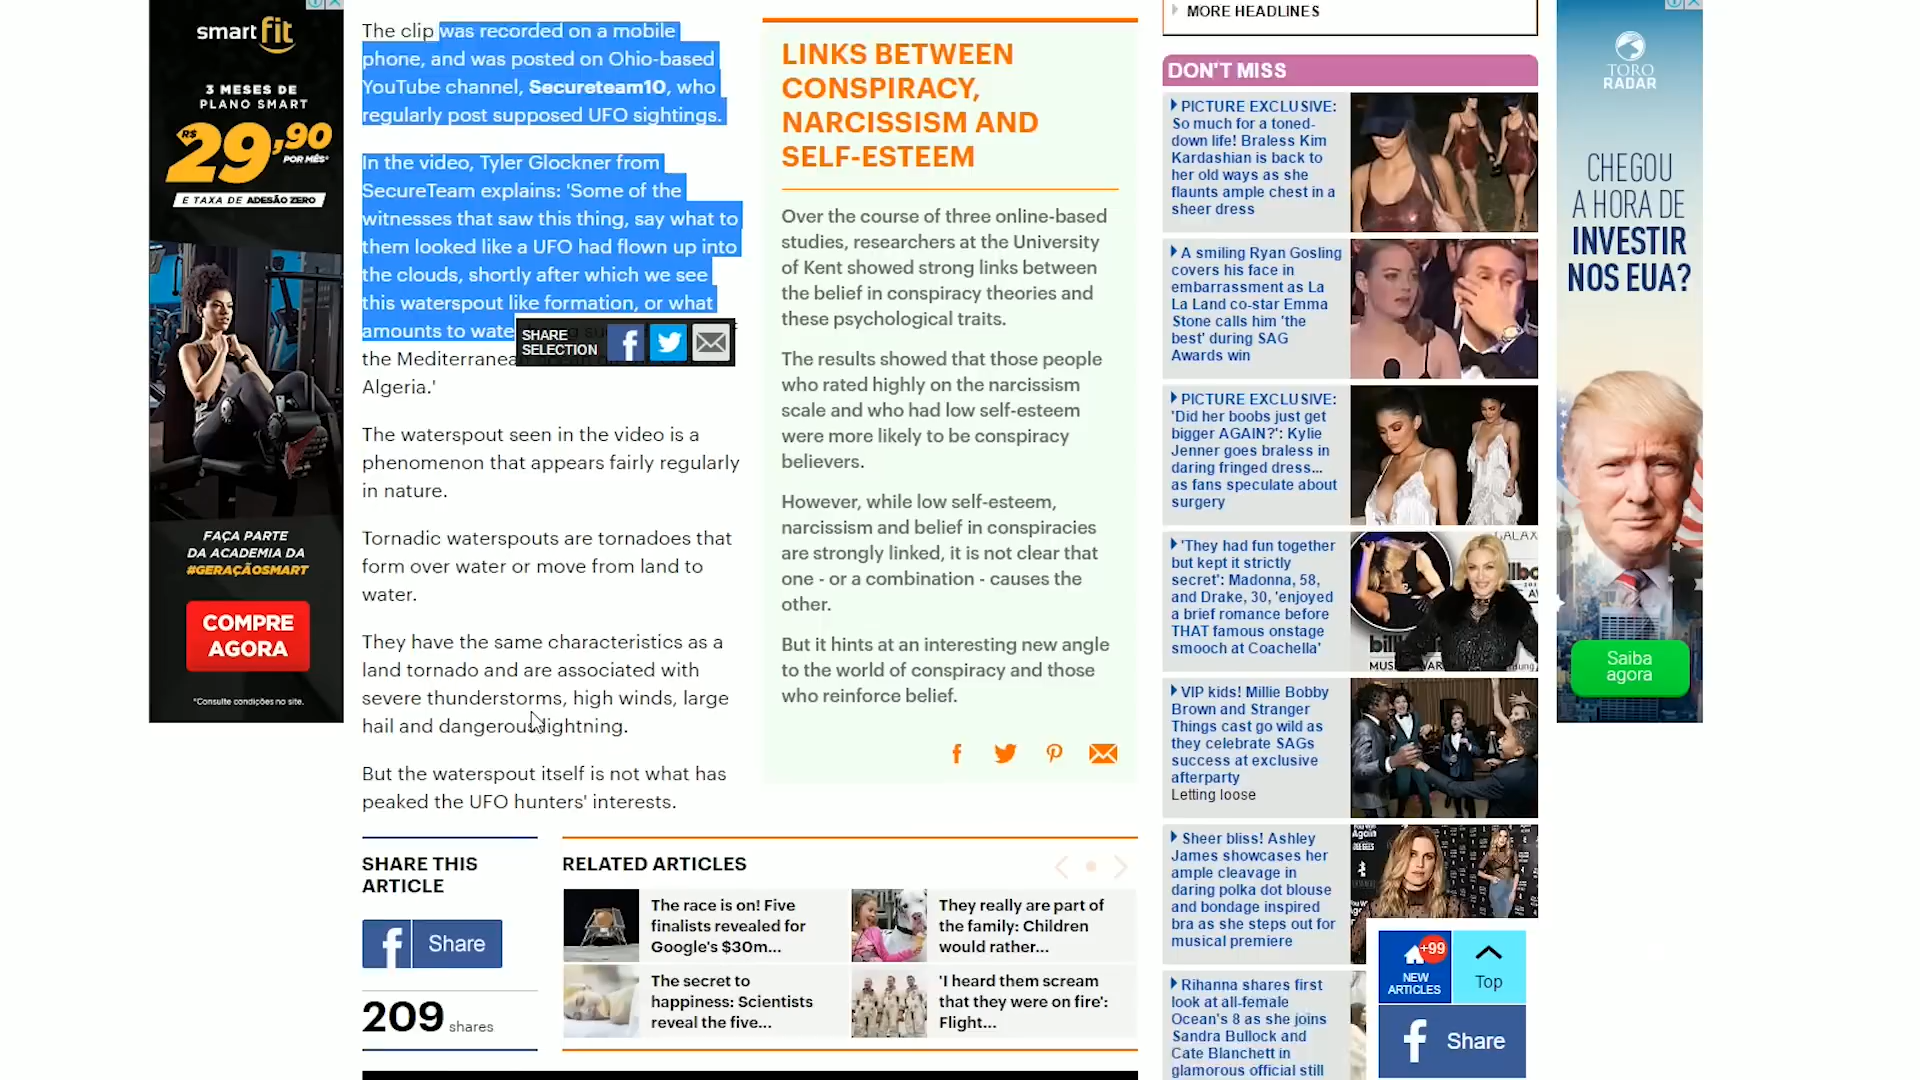 smart fit
3 MESES DE
PLANO SMART
R$
29,90
POR MÊS*
E TAXA DE ADESÃO ZERO
FAÇA PARTE
DA ACADEMIA DA
#GERAÇÃOSMART
COMPRE
AGORA
*Consulte condições no site.
The clip was recorded on a mobile
phone, and was posted on Ohio-based
YouTube channel, Secureteam10, who
regularly post supposed UFO sightings.
In the video, Tyler Glockner from
SecureTeam explains: 'Some of the
witnesses that saw this thing, say what to
them looked like a UFO had flown up into
the clouds, shortly after which we see
this waterspout like formation, or what
amounts to wate
the Mediterranea
Algeria.'
SHARE
SELECTION
The waterspout seen in the video is a
phenomenon that appears fairly regularly
in nature.
Tornadic waterspouts are tornadoes that
form over water or move from land to
water.
They have the same characteristics as a
land tornado and are associated with
severe thunderstorms, high winds, large
hail and dangerous lightning.
But the waterspout itself is not what has
peaked the UFO hunters' interests.
LINKS BETWEEN
CONSPIRACY,
NARCISSISM AND
SELF-ESTEEM
Over the course of three online-based
studies, researchers at the University
of Kent showed strong links between
the belief in conspiracy theories and
these psychological traits.
The results showed that those people
who rated highly on the narcissism
scale and who had low self-esteem
were more likely to be conspiracy
believers.
However, while low self-esteem,
narcissism and belief in conspiracies
are strongly linked, it is not clear that
one - or a combination - causes the
other.
But it hints at an interesting new angle
to the world of conspiracy and those
who reinforce belief.
SHARE THIS
ARTICLE
Share
209 shares
RELATED ARTICLES
The race is on! Five
finalists revealed for
Google's $30m...
They really are part of
the family: Children
would rather...
The secret to
happiness: Scientists
reveal the five...
'I heard them scream
that they were on fire':
Flight...
MORE HEADLINES
DON'T MISS
PICTURE EXCLUSIVE:
So much for a toned-
down life! Braless Kim
Kardashian is back to
her old ways as she
flaunts ample chest in a
sheer dress
A smiling Ryan Gosling
covers his face in
embarrassment as La
La Land co-star Emma
Stone calls him 'the
best' during SAG
Awards win
PICTURE EXCLUSIVE:
'Did her boobs just get
bigger AGAIN?': Kylie
Jenner goes braless in
daring fringed dress...
as fans speculate about
surgery
'They had fun together
but kept it strictly
secret': Madonna, 58,
and Drake, 30, 'enjoyed
a brief romance before
THAT famous onstage
smooch at Coachella'
VIP kids! Millie Bobby
Brown and Stranger
Things cast go wild as
they celebrate SAGs
success at exclusive
afterparty
Letting loose
Sheer bliss! Ashley
James showcases her
ample cleavage in
daring polka dot blouse
and bondage inspired
bra as she steps out for
musical premiere
Rihanna shares first
look at all-female
Ocean's 8 as she joins
Sandra Bullock and
Cate Blanchett in
glamorous official still
+99
NEW
ARTICLES
Top
Share
TORO
RADAR
CHEGOU
A HORA DE
INVESTIR
NOS EUA?
Saiba
agora